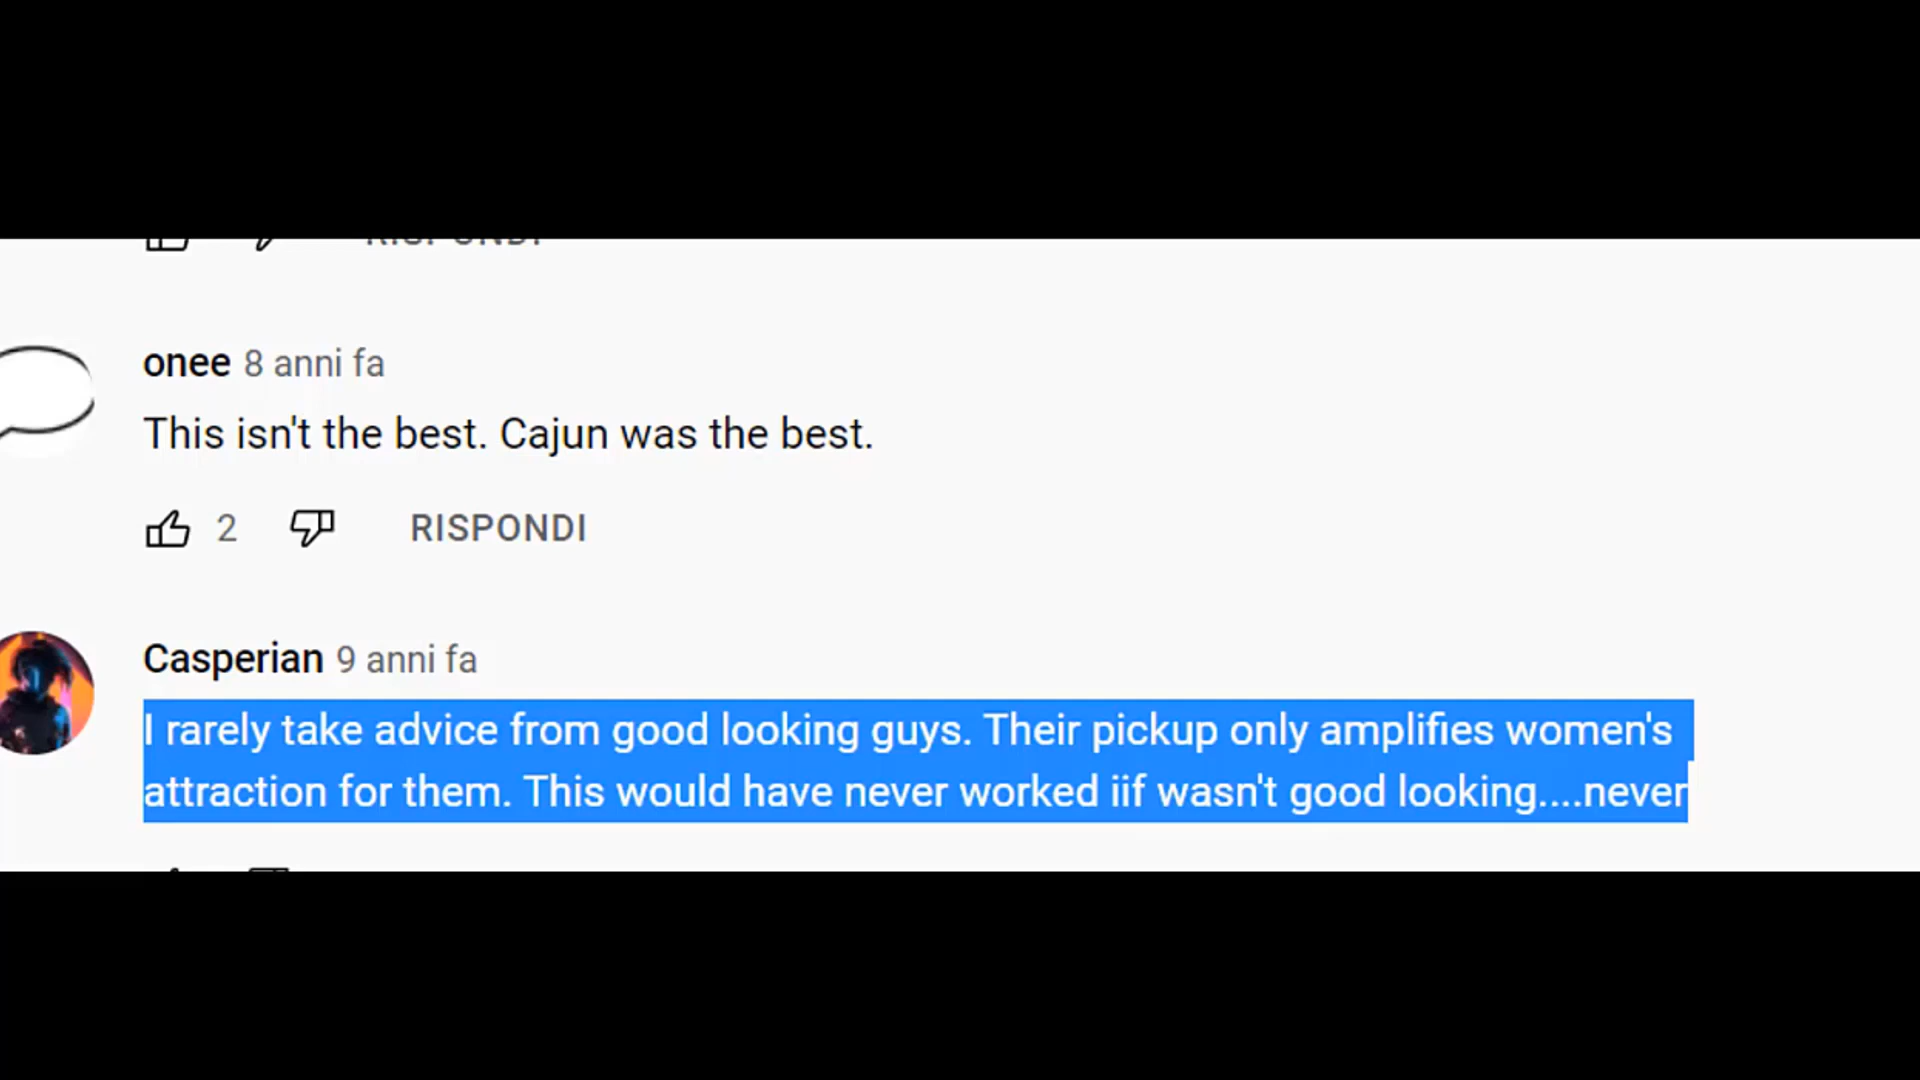 RISPONDI
onee 8 anni fa
This isn't the best. Cajun was the best.
2 RISPONDI
Casperian 9 anni fa
I rarely take advice from good looking guys. Their pickup only amplifies women's
attraction for them. This would have never worked iif wasn't good looking....never